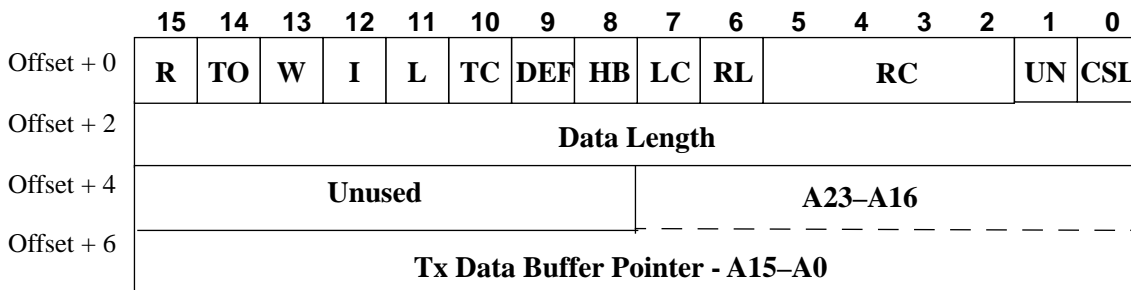 15 14 13 12 11 10 9 8 7 6 5 4 3 2 1 0
Offset + 0 R TO W I L TC DEF HB LC RL RC UN CSL
Offset + 2 Data Length
Offset + 4 Unused A23–A16
Offset + 6 Tx Data Buffer Pointer - A15–A0